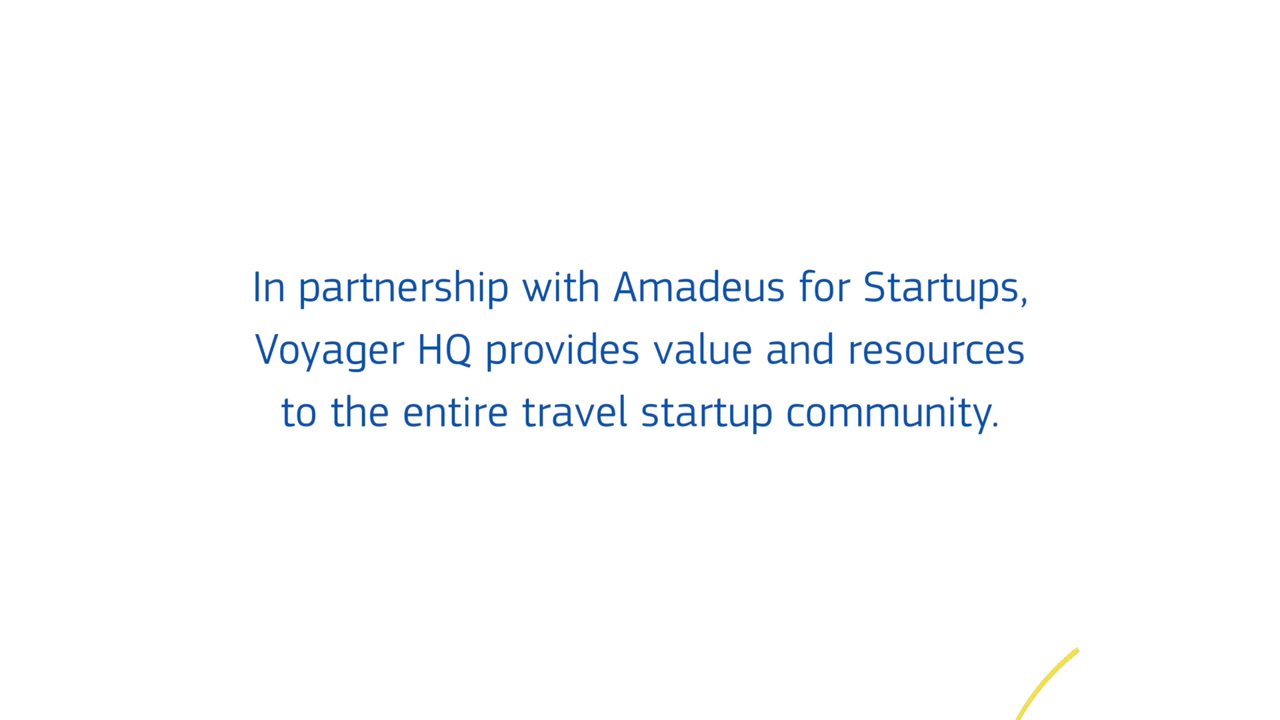 In partnership with Amadeus for Startups,
Voyager HQ provides value and resources
to the entire travel startup community.